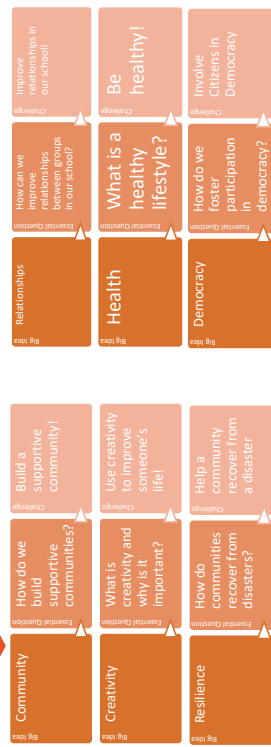 Big Idea
Community
Essential Question
How do we
build
supportive
communities?
Challenge
Build a
supportive
community!
Big Idea
Creativity
Essential Question
What is
creativity and
why is it
important?
Challenge
Use creativity
to improve
someone's
life!
Big Idea
Resilience
Essential Question
How do
communities
recover from
disasters?
Challenge
Help a
community
recover from
a disaster
Big Idea
Relationships
Essential Question
How can we
improve
relationships
between groups
in our school?
Challenge
Improve
relationships in
our school!
Big Idea
Health
Essential Question
What is a
healthy
lifestyle?
Challenge
Be
healthy!
Big Idea
Democracy
Essential Question
How do we
foster
participation
in
democracy?
Challenge
Involve
Citizens in
Democracy